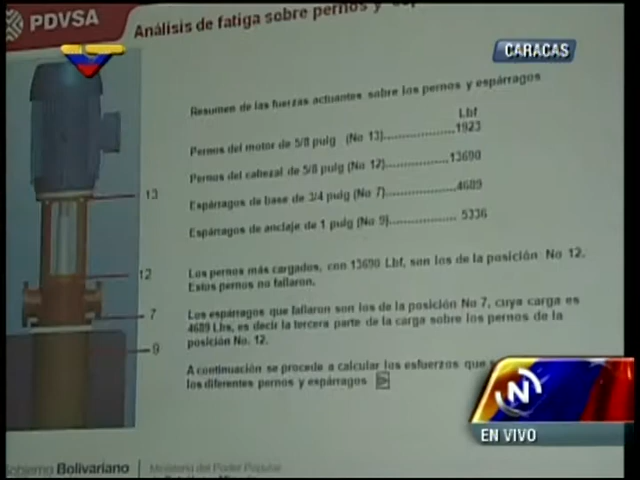 PDVSA
Análisis de fatiga sobre pernos y
CARACAS
Resumen de las fuerzas actuantes sobre los pernos y espárragos
Lbf
Pernos del motor de 5/8 pulg (No 13)....................1923
Pernos del cabezal de 5/8 pulg (No 12)....................13690
Espárragos de base de 3/4 pulg (No 7).....................4689
Espárragos de anclaje de 1 pulg (No 9)................... 5336
13
12
7
9
Los pernos más cargados, con 13690 Lbf, son los de la posición No 12.
Estos pernos no fallaron.
Los espárragos que fallaron son los de la posición No 7, cuya carga es
4689 Lbs, es decir la tercera parte de la carga sobre los pernos de la
posición No. 12.
A continuación se procede a calcular los esfuerzos que
los diferentes pernos y espárragos
N
EN VIVO
Gobierno Bolivariano
Ministerio del Poder Popular